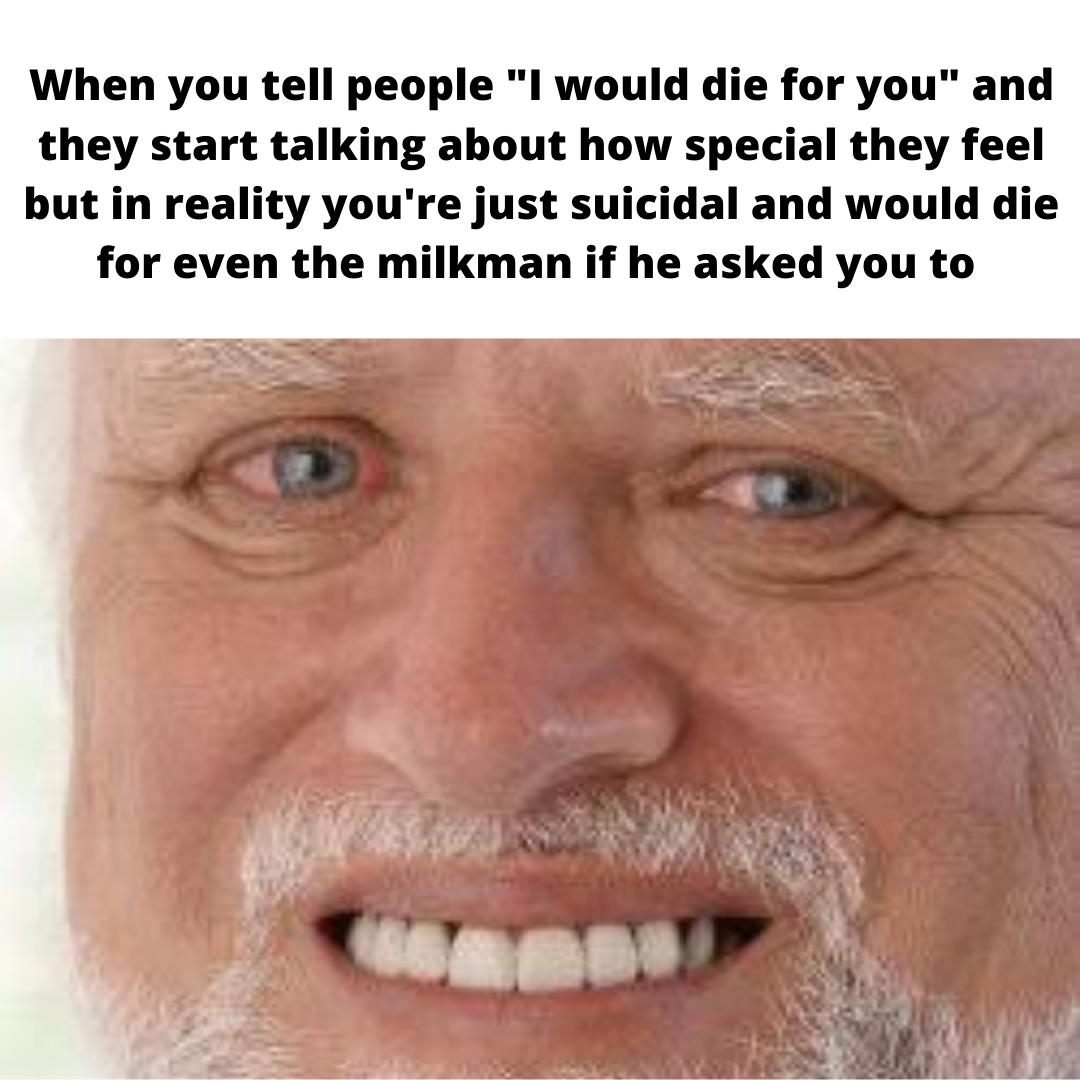 When you tell people "I would die for you" and
they start talking about how special they feel
but in reality you're just suicidal and would die
for even the milkman if he asked you to